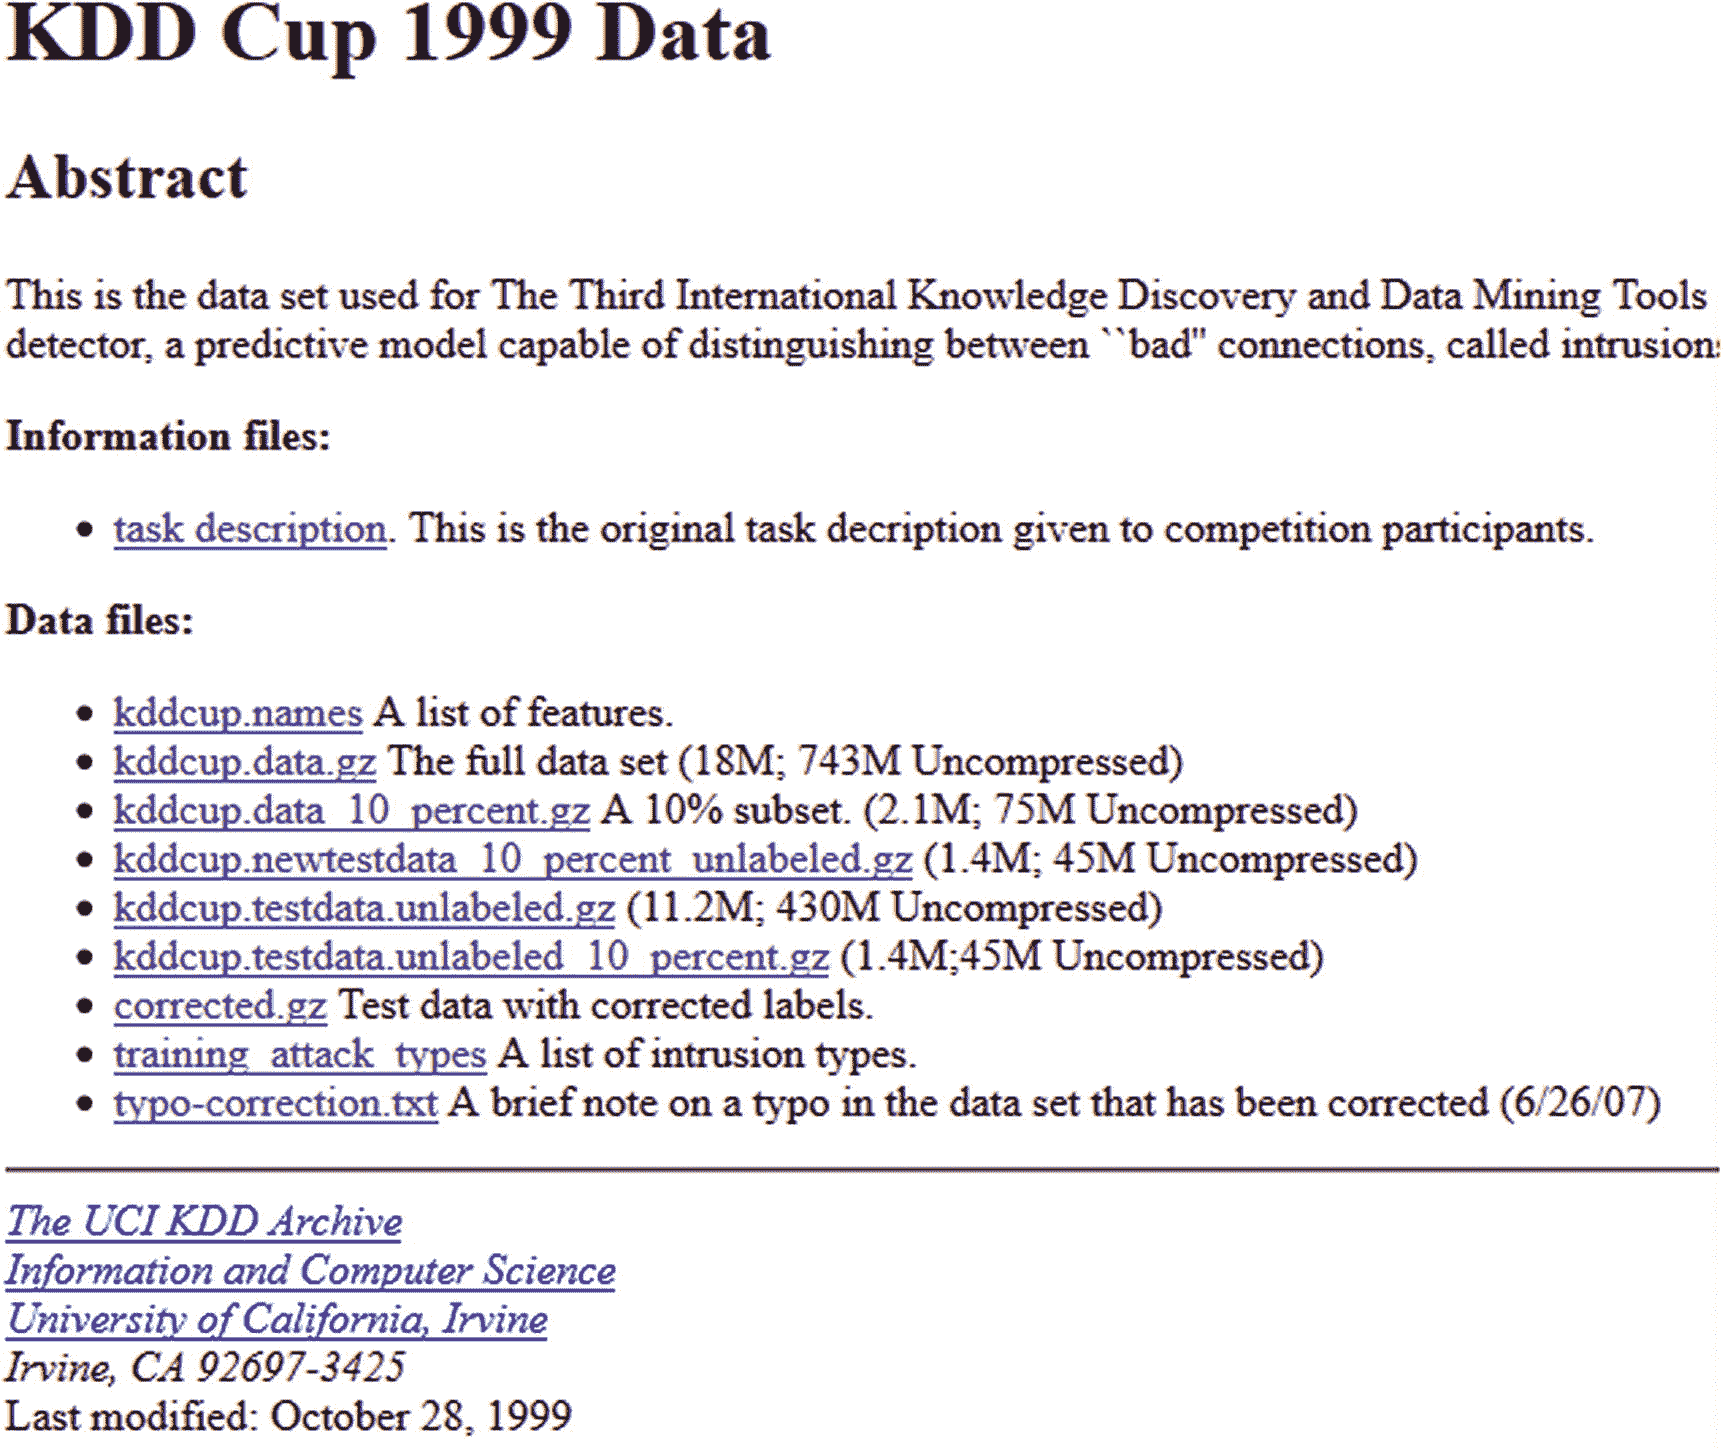 KDD Cup 1999 Data
Abstract
This is the data set used for The Third International Knowledge Discovery and Data Mining Tools
detector, a predictive model capable of distinguishing between ``bad'' connections, called intrusions
Information files:
• task description. This is the original task decription given to competition participants.
Data files:
• kddcup.names A list of features.
• kddcup.data.gz The full data set (18M; 743M Uncompressed)
• kddcup.data_10_percent.gz A 10% subset. (2.1M; 75M Uncompressed)
• kddcup.newtestdata_10_percent_unlabeled.gz (1.4M; 45M Uncompressed)
• kddcup.testdata.unlabeled.gz (11.2M; 430M Uncompressed)
• kddcup.testdata.unlabeled_10_percent.gz (1.4M;45M Uncompressed)
• corrected.gz Test data with corrected labels.
• training_attack_types A list of intrusion types.
• typo-correction.txt A brief note on a typo in the data set that has been corrected (6/26/07)
The UCI KDD Archive
Information and Computer Science
University of California, Irvine
Irvine, CA 92697-3425
Last modified: October 28, 1999